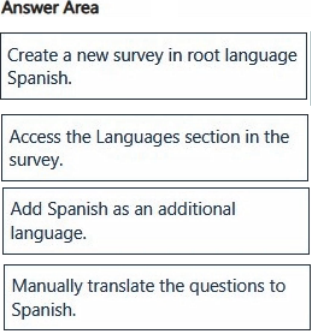 Answer Area
Create a new survey in root language
Spanish.
Access the Languages section in the
survey.
Add Spanish as an additional
language.
Manually translate the questions to
Spanish.